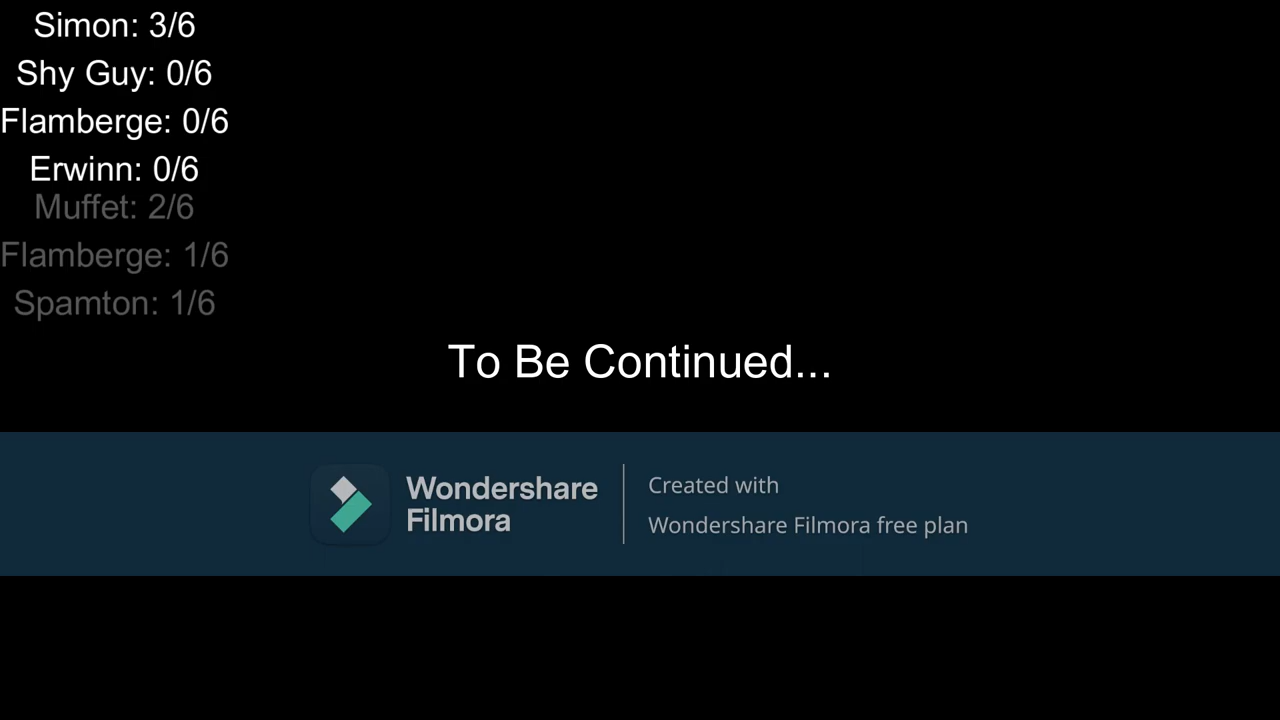 Simon: 3/6
Shy Guy: 0/6
Flamberge: 0/6
Erwinn: 0/6
Muffet: 2/6
Flamberge: 1/6
Spamton: 1/6
To Be Continued...
Wondershare
Filmora
Created with
Wondershare Filmora free plan